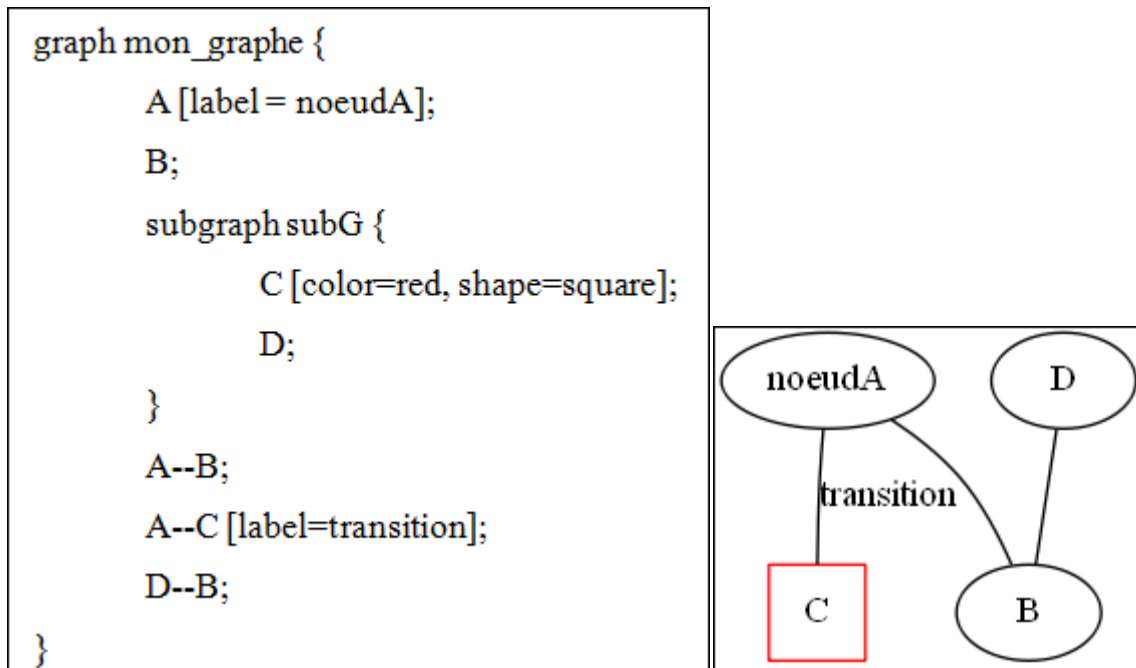 graph mon_graphe {
A [label = noeudA];
B;
subgraph subG {
C [color=red, shape=square];
D;
}
A--B;
A--C [label=transition];
D--B;
}
noeudA D
transition
C B